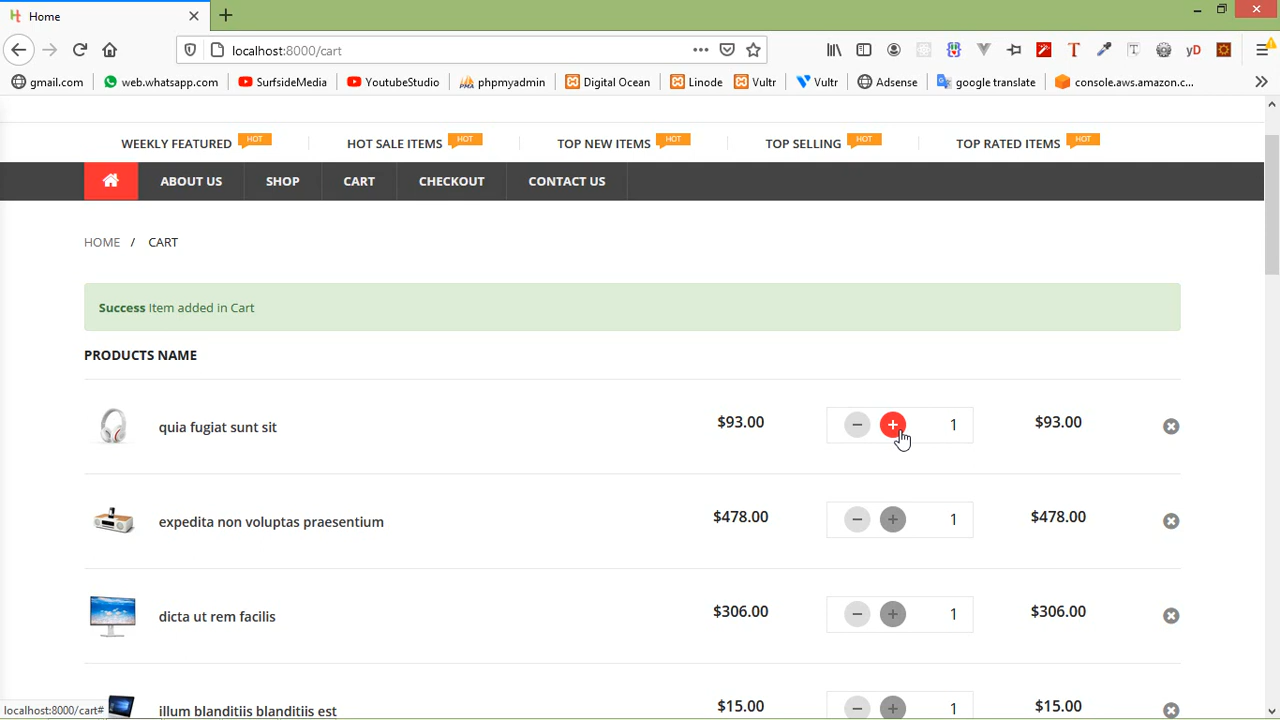 Home
localhost:8000/cart
gmail.com web.whatsapp.com SurfsideMedia YoutubeStudio phpmyadmin Digital Ocean Linode Vultr Vultr Adsense google translate console.aws.amazon.c...
WEEKLY FEATURED HOT HOT SALE ITEMS HOT TOP NEW ITEMS HOT TOP SELLING HOT TOP RATED ITEMS HOT
ABOUT US SHOP CART CHECKOUT CONTACT US
HOME / CART
Success Item added in Cart
PRODUCTS NAME
quia fugiat sunt sit $93.00 1 $93.00
expedita non voluptas praesentium $478.00 1 $478.00
dicta ut rem facilis $306.00 1 $306.00
illum blanditiis blanditiis est $15.00 1 $15.00
localhost:8000/cart#